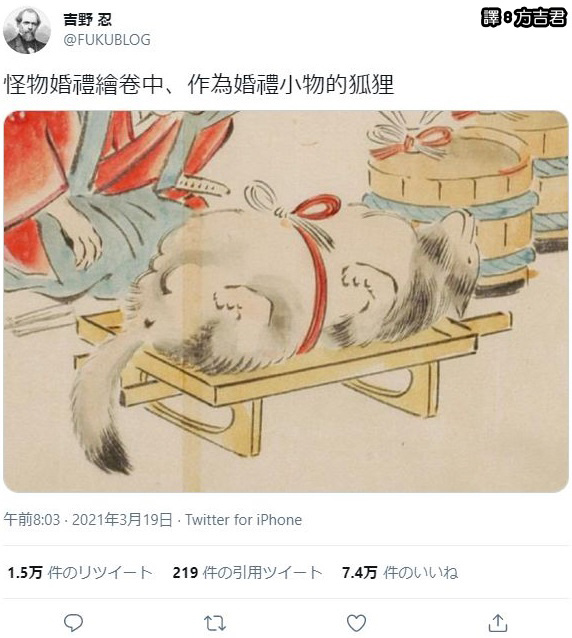 吉野 忍
@FUKUBLOG
譯8方吉君
怪物婚禮繪卷中、作為婚禮小物的狐狸
午前8:03 · 2021年3月19日 · Twitter for iPhone
1.5万 件のリツイート 219 件の引用ツイート 7.4万 件のいいね